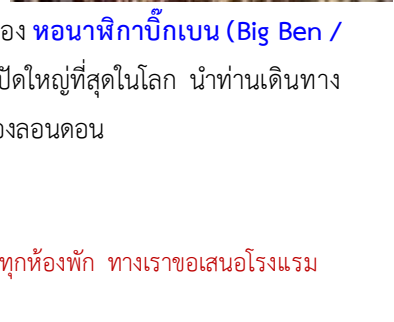 อง หอนาฬิกาบิ๊กเบน (Big Ben /
ปัดใหญ่ที่สุดในโลก นำท่านเดินทาง
องลอนดอน
ทุกห้องพัก ทางเราขอเสนอโรงแรม